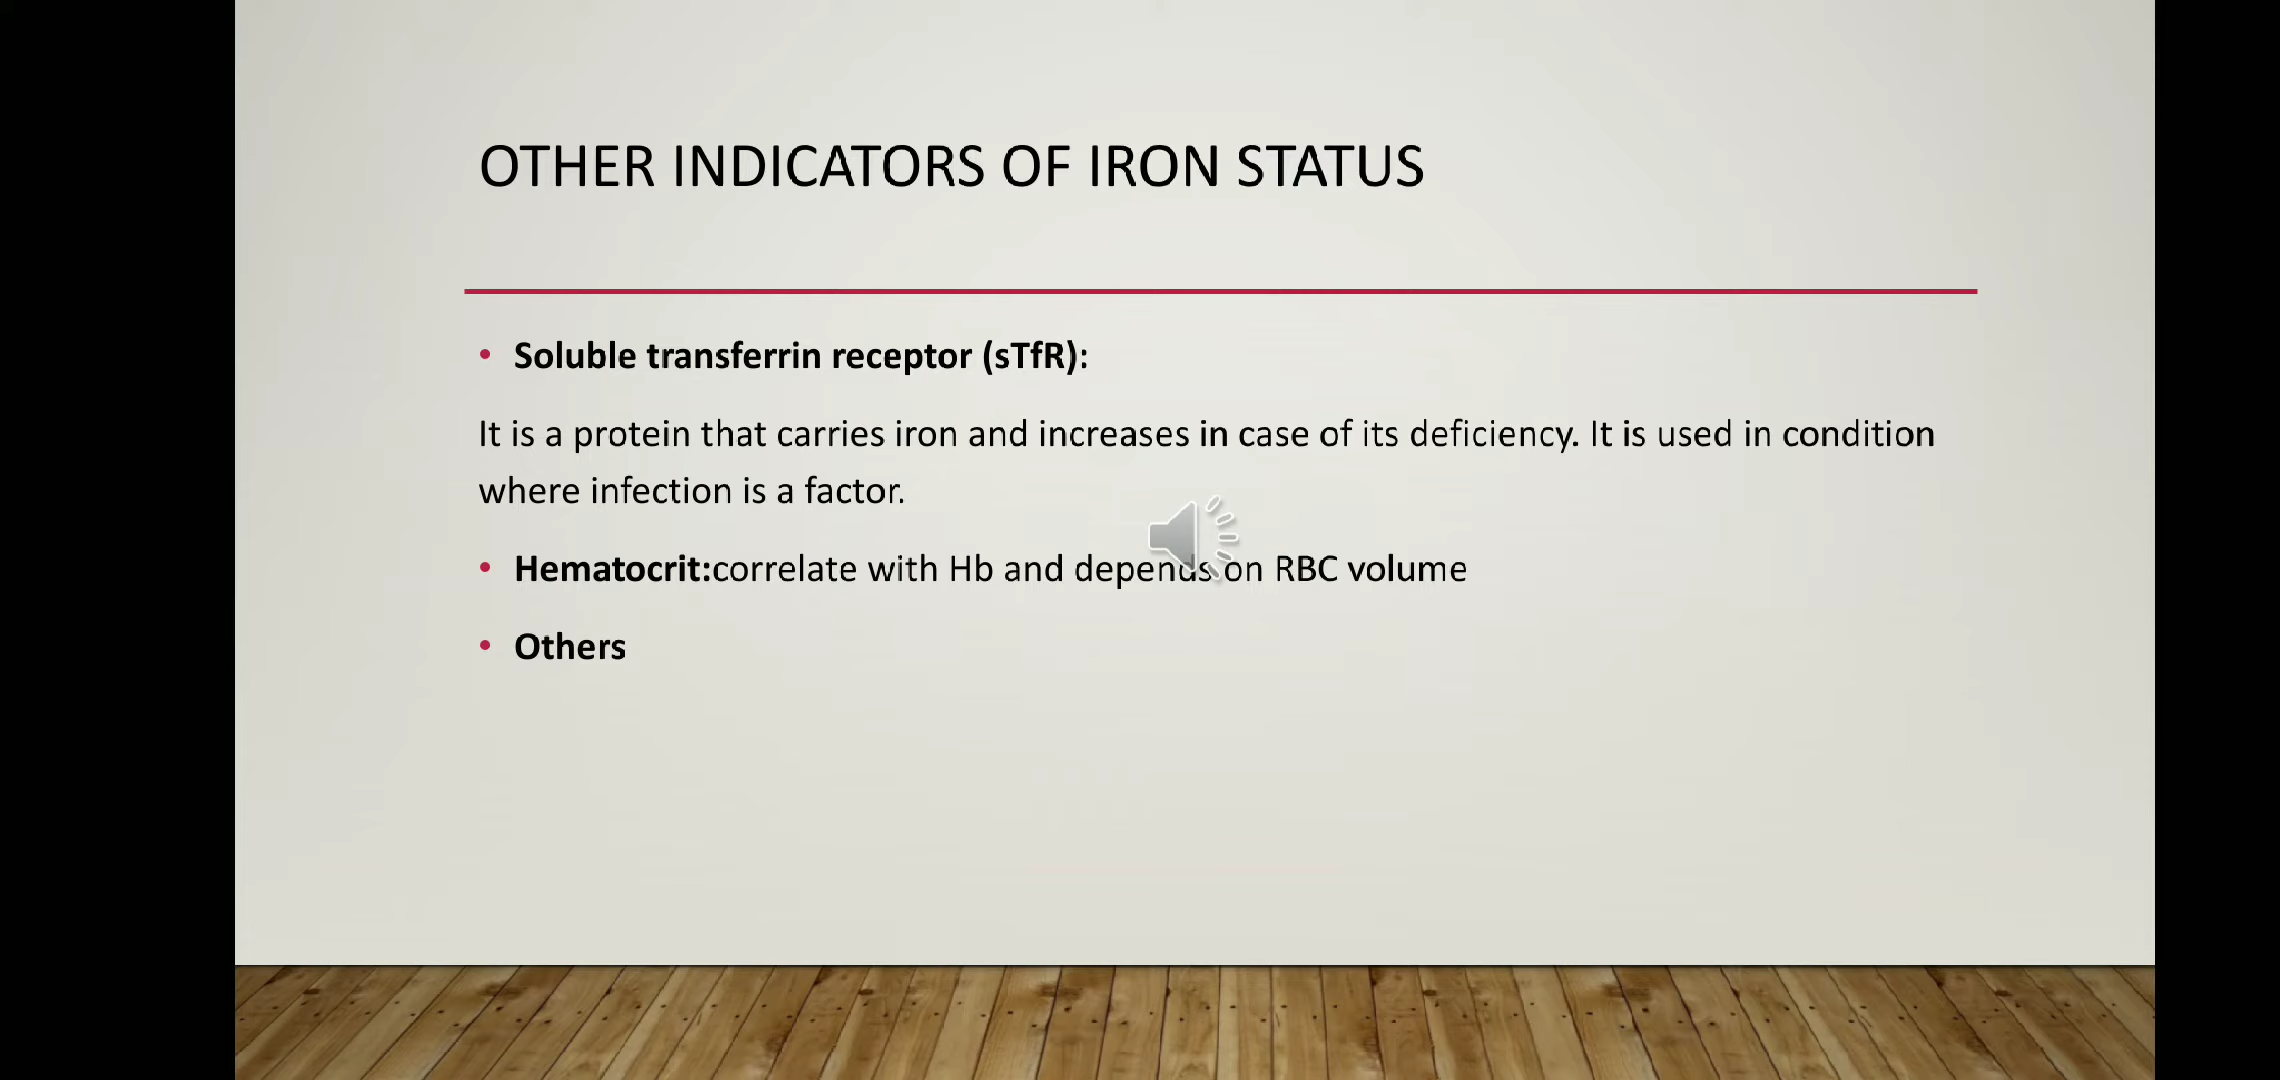 OTHER INDICATORS OF IRON STATUS
• Soluble transferrin receptor (sTfR):
It is a protein that carries iron and increases in case of its deficiency. It is used in condition
where infection is a factor.
• Hematocrit:correlate with Hb and depends on RBC volume
• Others